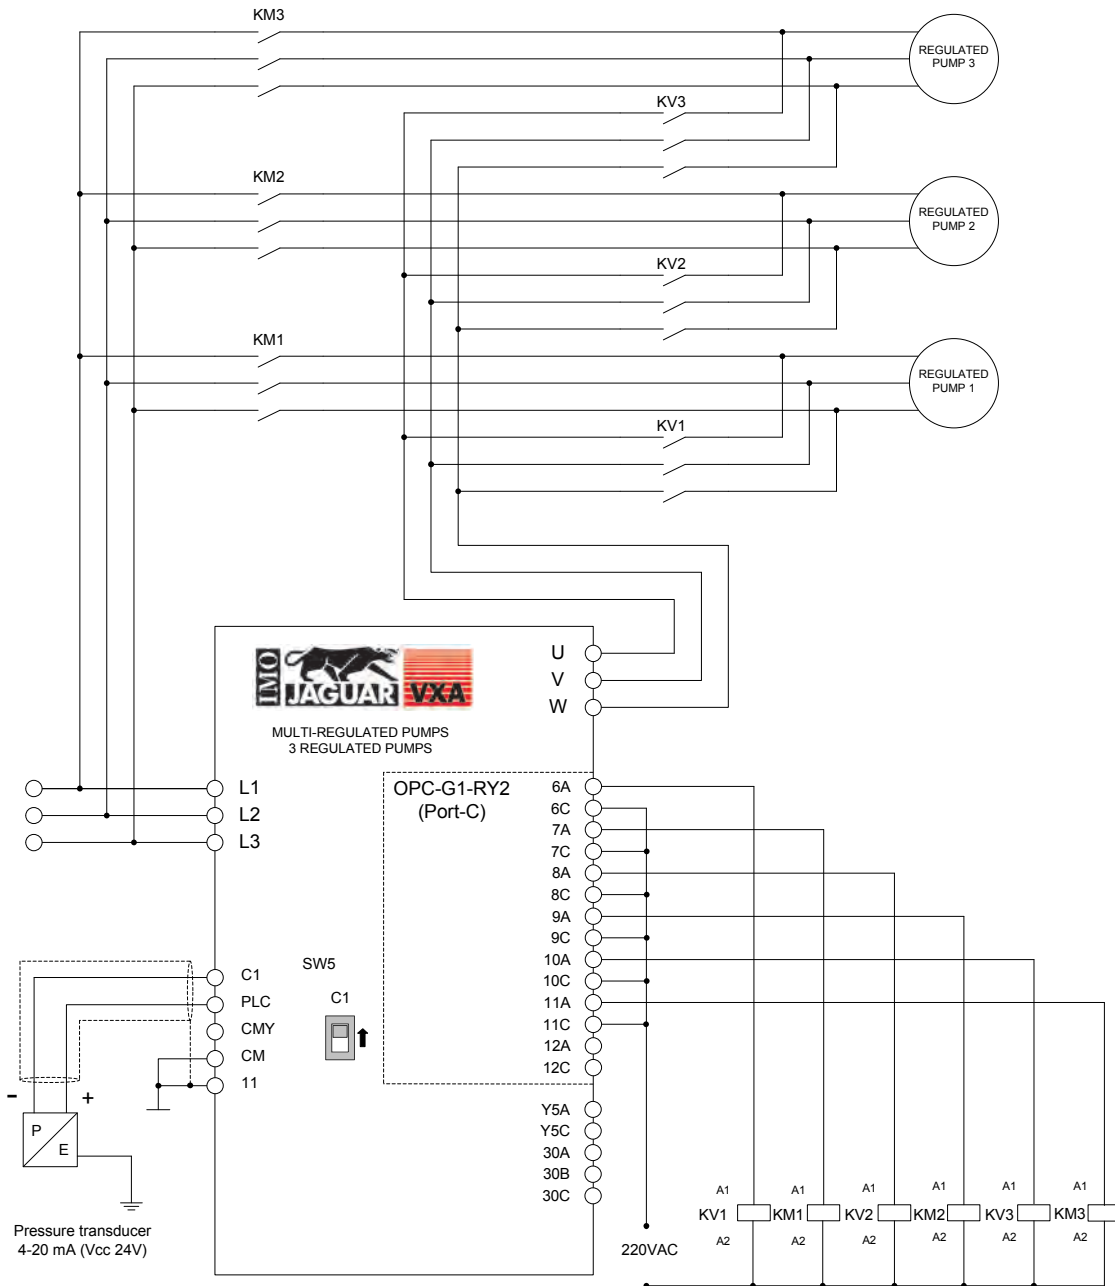 KM3
REGULATED
PUMP 3
KV3
KM2
REGULATED
PUMP 2
KV2
KM1
REGULATED
PUMP 1
KV1
IMO
JAGUAR VXA
MULTI-REGULATED PUMPS
3 REGULATED PUMPS
U
V
W
L1
L2
L3
OPC-G1-RY2
(Port-C)
6A
6C
7A
7C
8A
8C
9A
9C
10A
10C
11A
11C
12A
12C
Y5A
Y5C
30A
30B
30C
SW5
C1
C1
PLC
CMY
CM
11
- +
P
E
Pressure transducer
4-20 mA (Vcc 24V)
220VAC
A1 A1 A1 A1 A1 A1
KV1 KM1 KV2 KM2 KV3 KM3
A2 A2 A2 A2 A2 A2